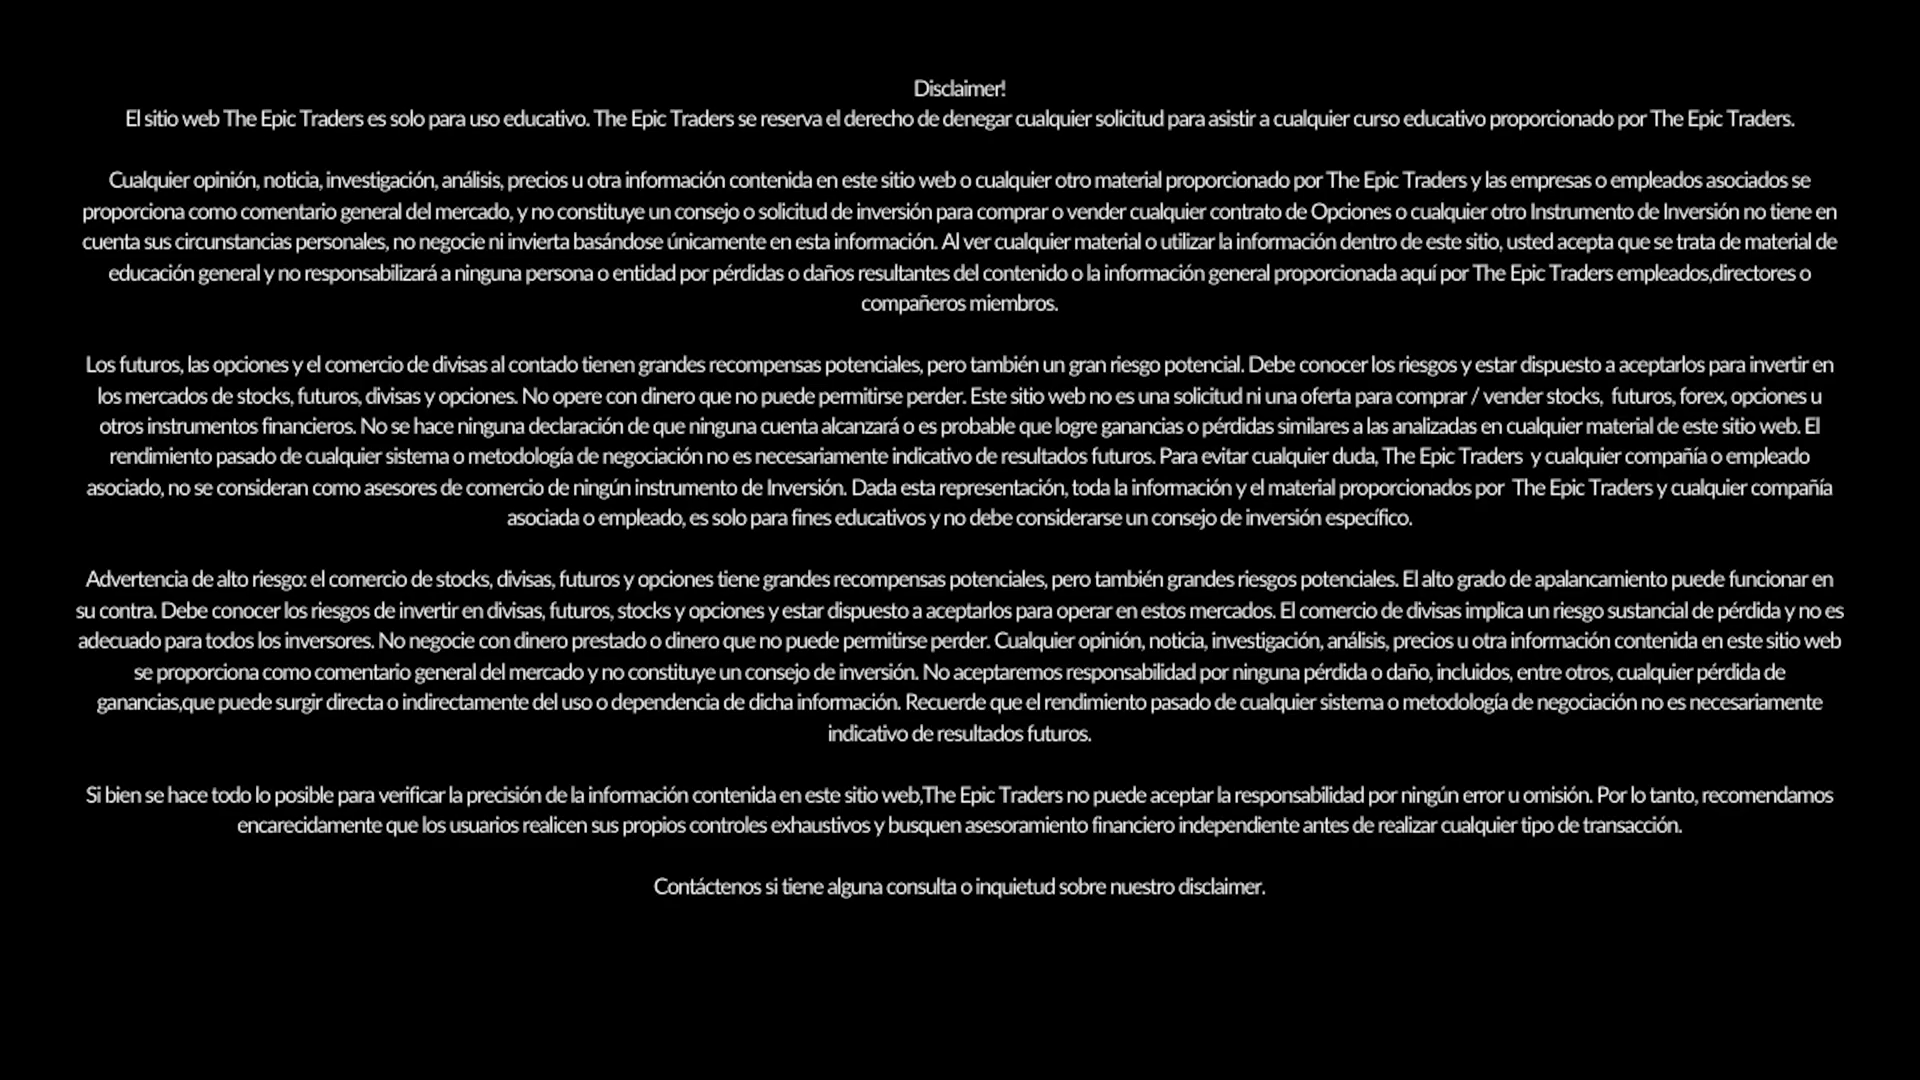 Disclaimer!
El sitio web The Epic Traders es solo para uso educativo. The Epic Traders se reserva el derecho de denegar cualquier solicitud para asistir a cualquier curso educativo proporcionado por The Epic Traders.
Cualquier opinión, noticia, investigación, análisis, precios u otra información contenida en este sitio web o cualquier otro material proporcionado por The Epic Traders y las empresas o empleados asociados se
proporciona como comentario general del mercado, y no constituye un consejo o solicitud de inversión para comprar o vender cualquier contrato de Opciones o cualquier otro Instrumento de Inversión no tiene en
cuenta sus circunstancias personales, no negocie ni invierta basándose únicamente en esta información. Al ver cualquier material o utilizar la información dentro de este sitio, usted acepta que se trata de material de
educación general y no responsabilizará a ninguna persona o entidad por pérdidas o daños resultantes del contenido o la información general proporcionada aquí por The Epic Traders empleados,directores o
compañeros miembros.
Los futuros, las opciones y el comercio de divisas al contado tienen grandes recompensas potenciales, pero también un gran riesgo potencial. Debe conocer los riesgos y estar dispuesto a aceptarlos para invertir en
los mercados de stocks, futuros, divisas y opciones. No opere con dinero que no puede permitirse perder. Este sitio web no es una solicitud ni una oferta para comprar / vender stocks, futuros, forex, opciones u
otros instrumentos financieros. No se hace ninguna declaración de que ninguna cuenta alcanzará o es probable que logre ganancias o pérdidas similares a las analizadas en cualquier material de este sitio web. El
rendimiento pasado de cualquier sistema o metodología de negociación no es necesariamente indicativo de resultados futuros. Para evitar cualquier duda, The Epic Traders y cualquier compañía o empleado
asociado, no se consideran como asesores de comercio de ningún instrumento de Inversión. Dada esta representación, toda la información y el material proporcionados por The Epic Traders y cualquier compañía
asociada o empleado, es solo para fines educativos y no debe considerarse un consejo de inversión específico.
Advertencia de alto riesgo: el comercio de stocks, divisas, futuros y opciones tiene grandes recompensas potenciales, pero también grandes riesgos potenciales. El alto grado de apalancamiento puede funcionar en
su contra. Debe conocer los riesgos de invertir en divisas, futuros, stocks y opciones y estar dispuesto a aceptarlos para operar en estos mercados. El comercio de divisas implica un riesgo sustancial de pérdida y no es
adecuado para todos los inversores. No negocie con dinero prestado o dinero que no puede permitirse perder. Cualquier opinión, noticia, investigación, análisis, precios u otra información contenida en este sitio web
se proporciona como comentario general del mercado y no constituye un consejo de inversión. No aceptaremos responsabilidad por ninguna pérdida o daño, incluidos, entre otros, cualquier pérdida de
ganancias,que puede surgir directa o indirectamente del uso o dependencia de dicha información. Recuerde que el rendimiento pasado de cualquier sistema o metodología de negociación no es necesariamente
indicativo de resultados futuros.
Si bien se hace todo lo posible para verificar la precisión de la información contenida en este sitio web,The Epic Traders no puede aceptar la responsabilidad por ningún error u omisión. Por lo tanto, recomendamos
encarecidamente que los usuarios realicen sus propios controles exhaustivos y busquen asesoramiento financiero independiente antes de realizar cualquier tipo de transacción.
Contáctenos si tiene alguna consulta o inquietud sobre nuestro disclaimer.